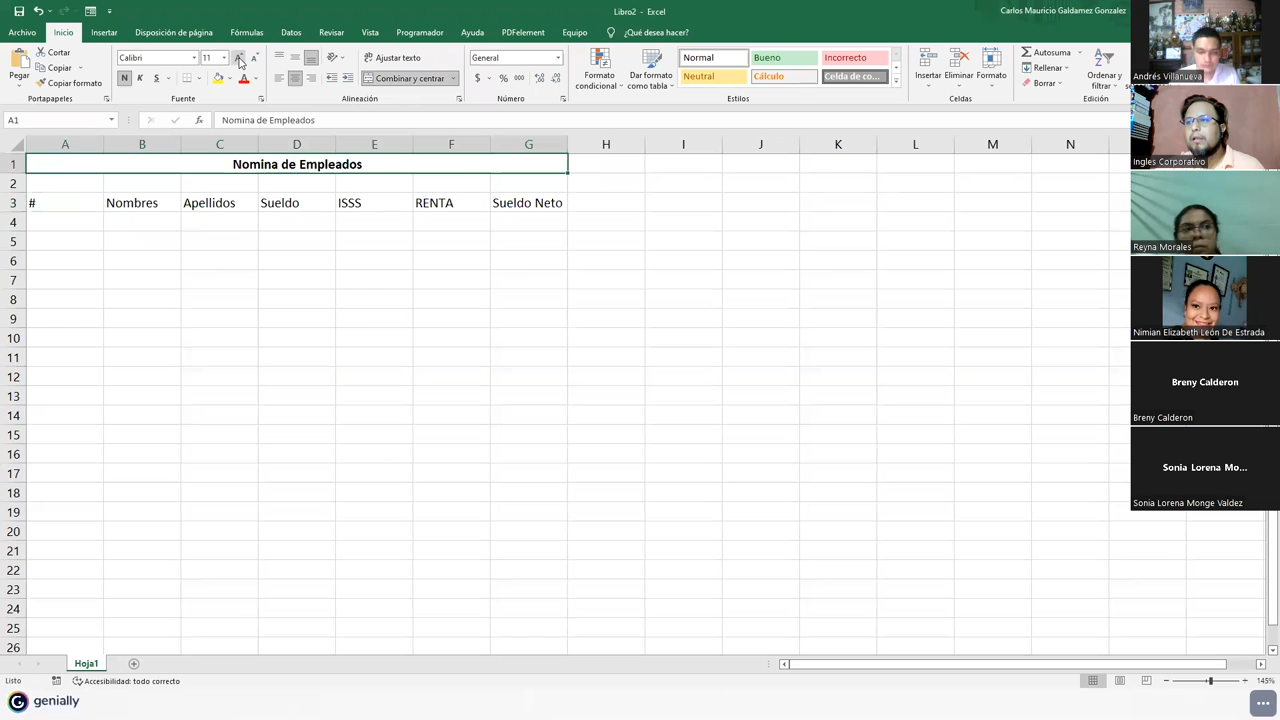 Libro2 - Excel
Carlos Mauricio Galdamez Gonzalez
Archivo
Inicio
Insertar
Disposición de página
Fórmulas
Datos
Revisar
Vista
Programador
Ayuda
PDFelement
Equipo
¿Qué desea hacer?
Pegar
Cortar
Copiar
Portapapeles
Calibri
11
N
K
S
Fuente
Ajustar texto
Combinar y centrar
Alineación
General
$
%
000
Número
Formato condicional
Dar formato como tabla
Normal
Bueno
Incorrecto
Neutral
Cálculo
Celda de co...
Estilos
Insertar
Eliminar
Formato
Celdas
Autosuma
Rellenar
Borrar
Ordenar y filtrar
Edición
A1
fx
Nomina de Empleados
A B C D E F G H I J K L M N
1 Nomina de Empleados
2
3 # Nombres Apellidos Sueldo ISSS RENTA Sueldo Neto
4
5
6
7
8
9
10
11
12
13
14
15
16
17
18
19
20
21
22
23
24
25
26
Hoja1
Listo
Accesibilidad: todo correcto
145%
genially
Andrés Villanueva
Ingles Corporativo
Reyna Morales
Nimian Elizabeth León De Estrada
Breny Calderon
Breny Calderon
Sonia Lorena Mo...
Sonia Lorena Monge Valdez